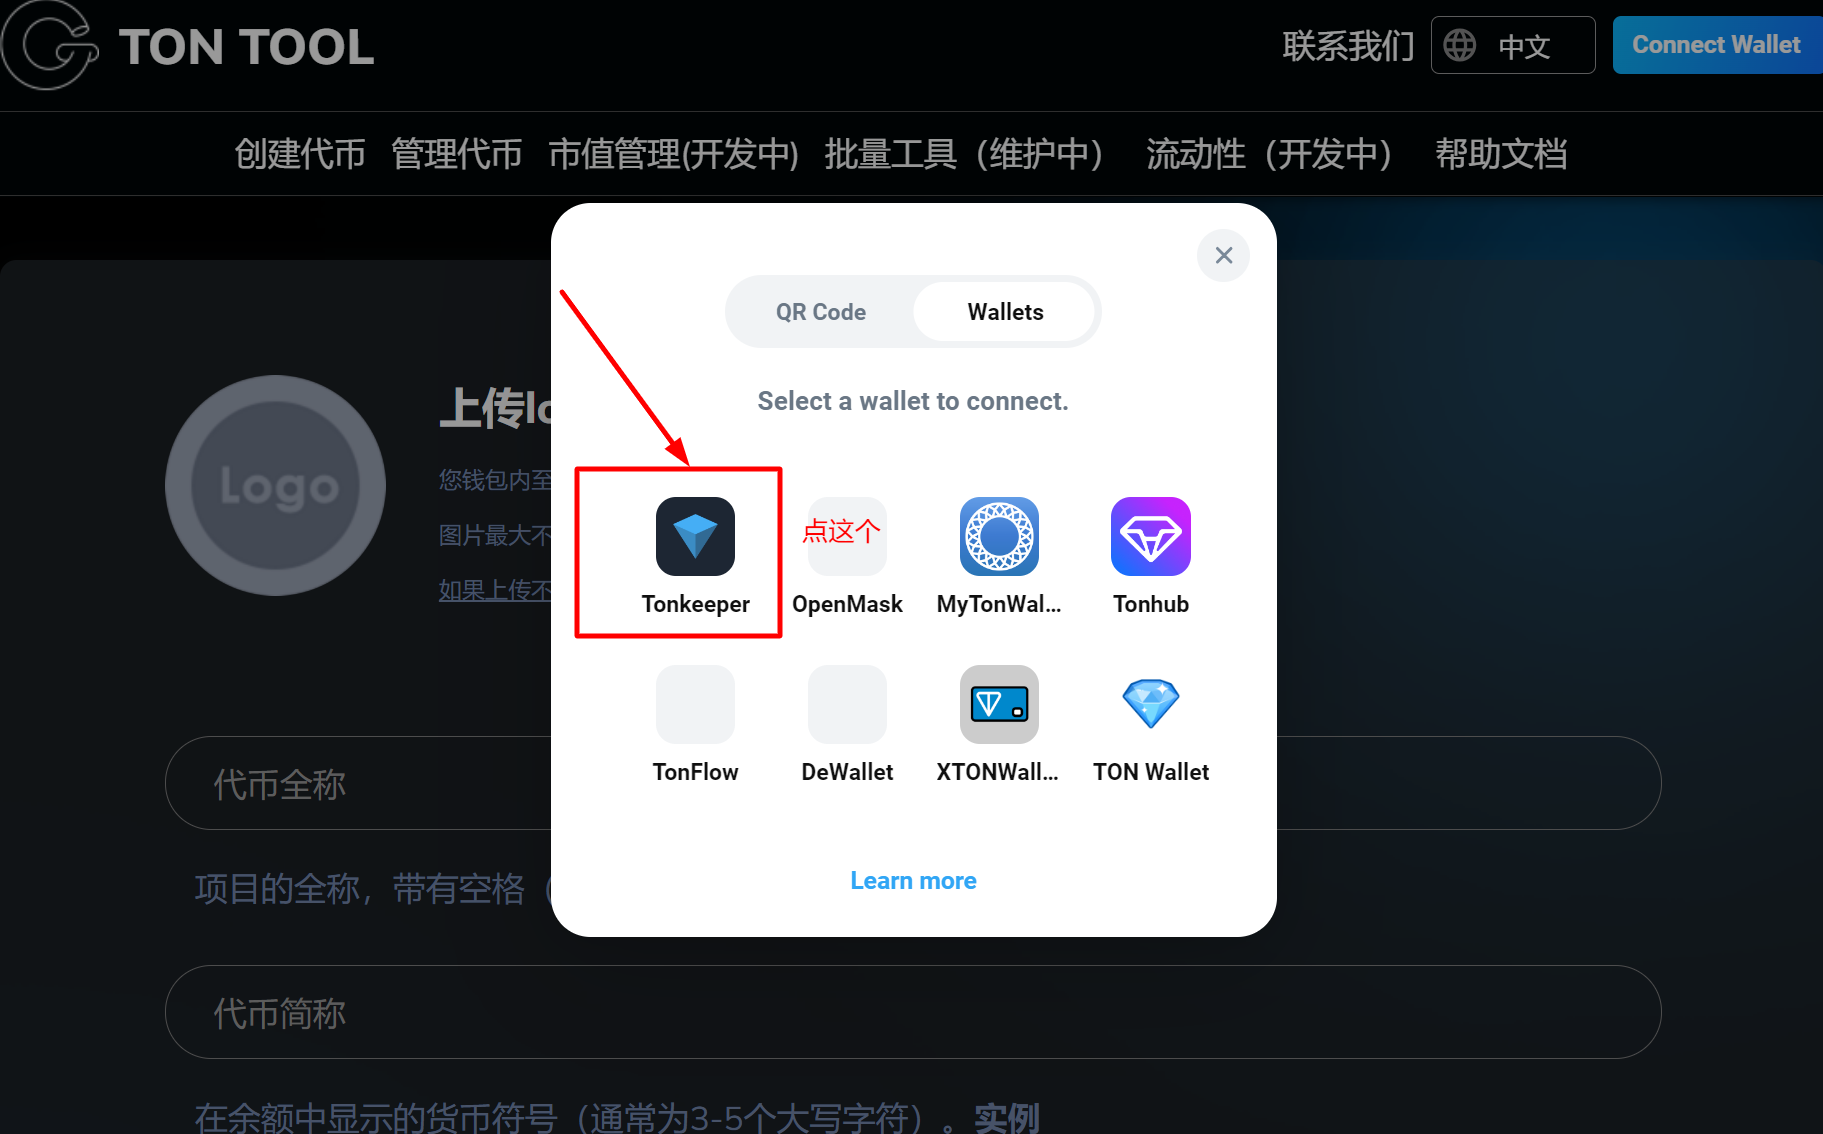 TON TOOL
联系我们
中文
Connect Wallet
创建代币 管理代币 市值管理(开发中) 批量工具（维护中） 流动性（开发中） 帮助文档
QR Code
Wallets
Select a wallet to connect.
Logo
上传lo
您钱包内至
图片最大不
如果上传不
点这个
Tonkeeper
OpenMask
MyTonWal...
Tonhub
TonFlow
DeWallet
XTONWall...
TON Wallet
Learn more
代币全称
项目的全称，带有空格（
代币简称
在余额中显示的货币符号（通常为3-5个大写字符）。实例